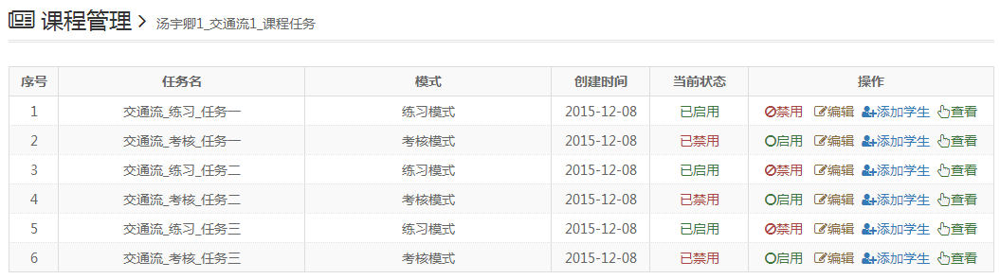 课程管理 > 汤宇卿1_交通流1_课程任务
序号 任务名 模式 创建时间 当前状态 操作
1 交通流_练习_任务一 练习模式 2015-12-08 已启用 禁用 编辑 添加学生 查看
2 交通流_考核_任务一 考核模式 2015-12-08 已禁用 启用 编辑 添加学生 查看
3 交通流_练习_任务二 练习模式 2015-12-08 已启用 禁用 编辑 添加学生 查看
4 交通流_考核_任务二 考核模式 2015-12-08 已禁用 启用 编辑 添加学生 查看
5 交通流_练习_任务三 练习模式 2015-12-08 已启用 禁用 编辑 添加学生 查看
6 交通流_考核_任务三 考核模式 2015-12-08 已禁用 启用 编辑 添加学生 查看